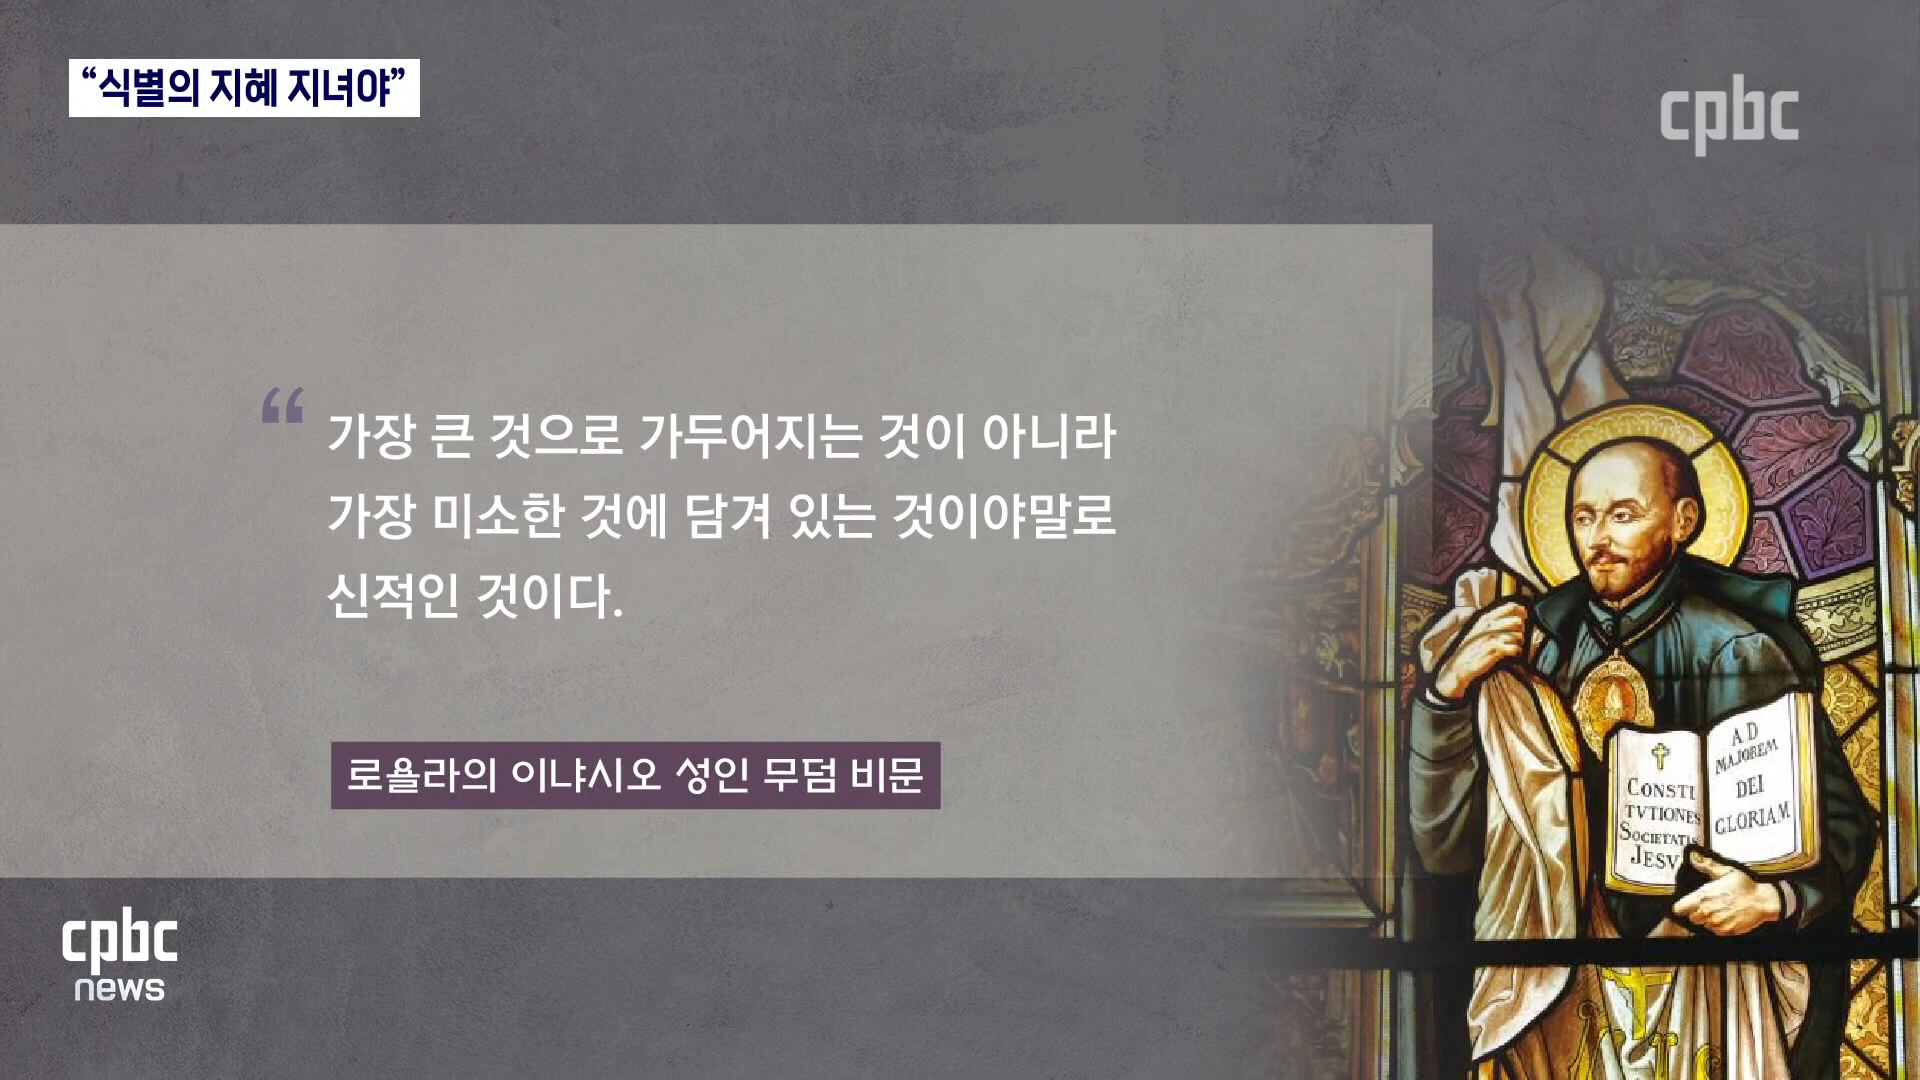 “식별의 지혜 지녀야”
cpbc
“ 가장 큰 것으로 가두어지는 것이 아니라
가장 미소한 것에 담겨 있는 것이야말로
신적인 것이다.
로욜라의 이냐시오 성인 무덤 비문
CONSTI
TVTIONES
SOCIETATIS
JESV
AD
MAJOREM
DEI
GLORIAM
cpbc
news